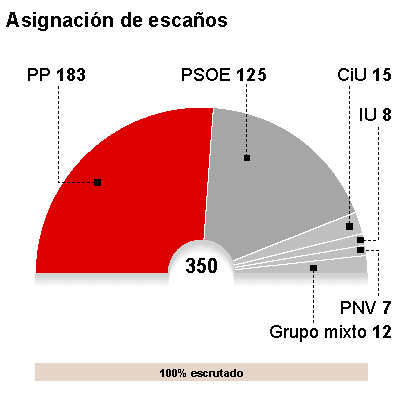 Asignación de escaños
PP 183
PSOE 125
CiU 15
IU 8
350
PNV 7
Grupo mixto 12
100% escrutado